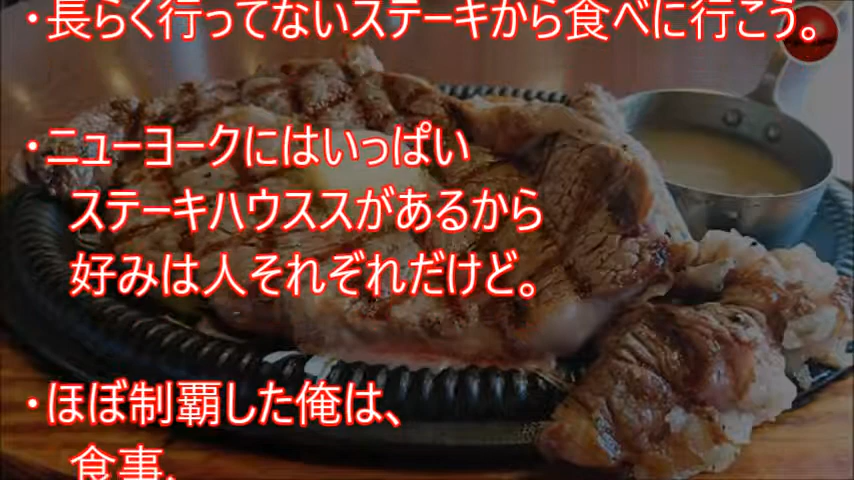 ・長らく行ってないステーキから食べに行こう。
・ニューヨークにはいっぱい
ステーキハウススがあるから
好みは人それぞれだけど。
・ほぼ制覇した俺は、
食事、